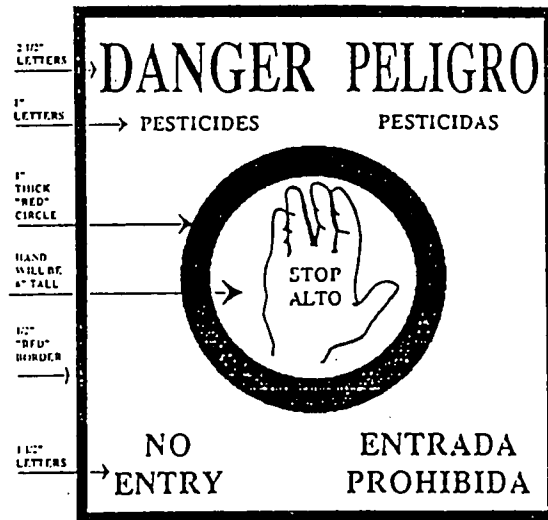 2 1/2"
LETTERS
DANGER PELIGRO
1"
LETTERS
PESTICIDES PESTICIDAS
1"
THICK
"RED"
CIRCLE
HAND
WILL BE
TALL
STOP
ALTO
1/2"
"RED"
BORDER
1 1/2"
LETTERS
NO
ENTRY
ENTRADA
PROHIBIDA